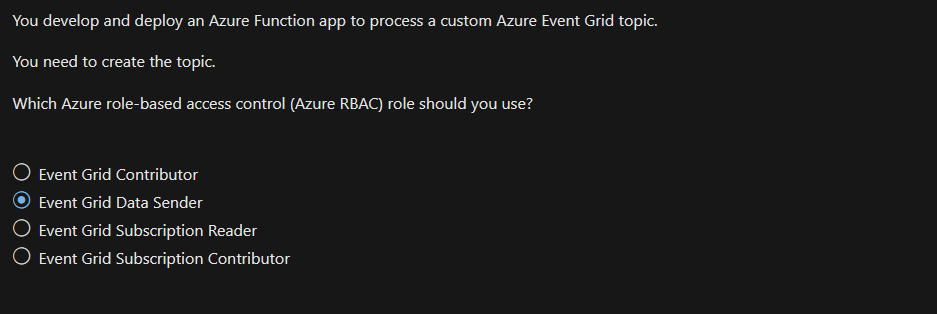 You develop and deploy an Azure Function app to process a custom Azure Event Grid topic.
You need to create the topic.
Which Azure role-based access control (Azure RBAC) role should you use?
Event Grid Contributor
Event Grid Data Sender
Event Grid Subscription Reader
Event Grid Subscription Contributor